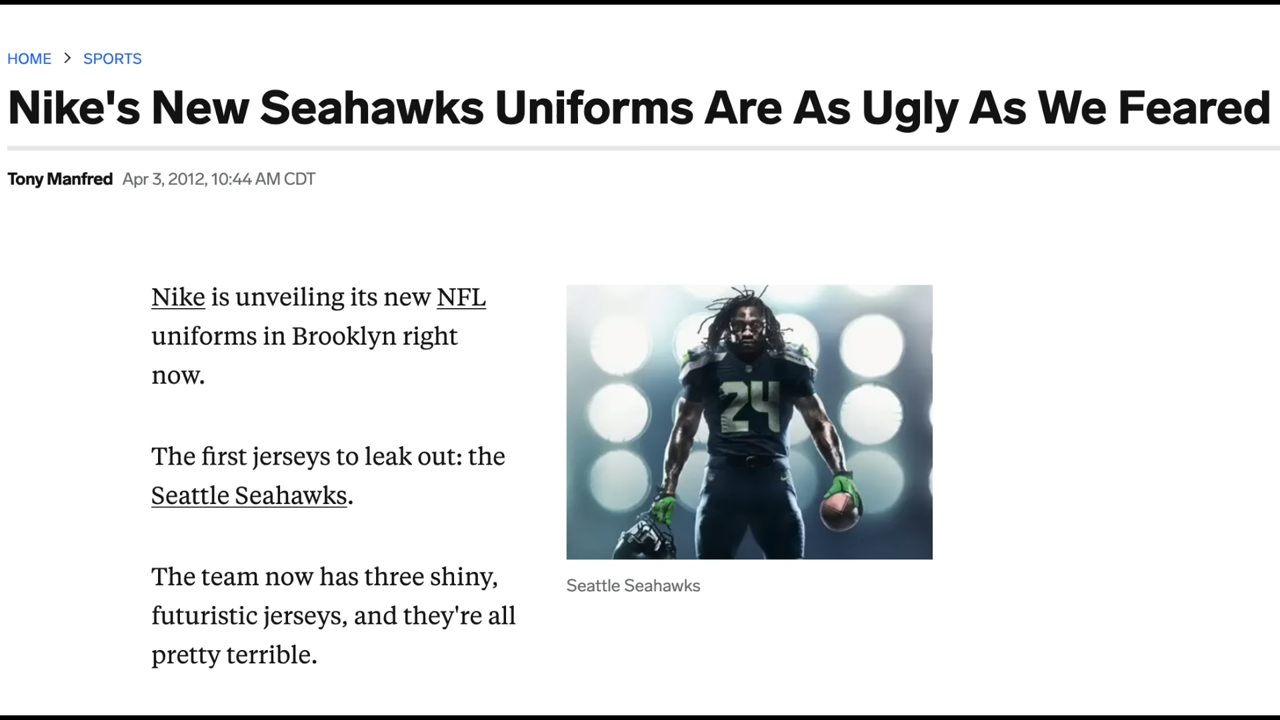 HOME > SPORTS
Nike's New Seahawks Uniforms Are As Ugly As We Feared
Tony Manfred Apr 3, 2012, 10:44 AM CDT
Nike is unveiling its new NFL
uniforms in Brooklyn right
now.
The first jerseys to leak out: the
Seattle Seahawks.
The team now has three shiny,
futuristic jerseys, and they're all
pretty terrible.
24
Seattle Seahawks